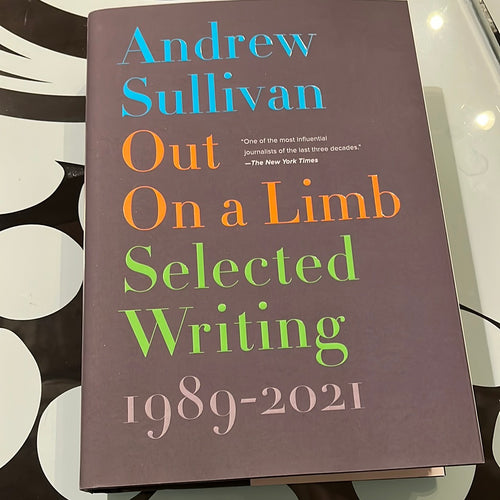 Andrew
Sullivan
Out
"One of the most influential
journalists of the last three decades."
—The New York Times
On a Limb
Selected
Writing
1989-2021